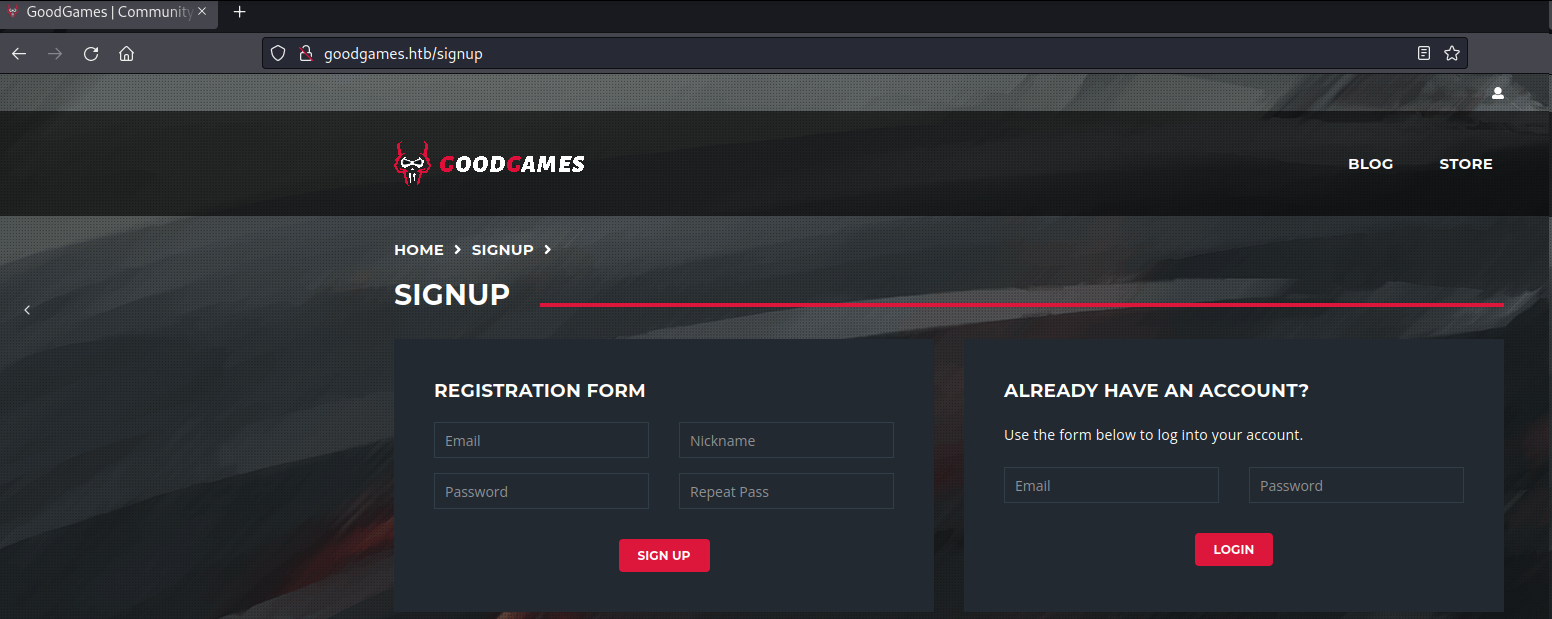 GoodGames | Community
goodgames.htb/signup
GOODGAMES
BLOG STORE
HOME SIGNUP
SIGNUP
REGISTRATION FORM
Email Nickname
Password Repeat Pass
SIGN UP
ALREADY HAVE AN ACCOUNT?
Use the form below to log into your account.
Email Password
LOGIN